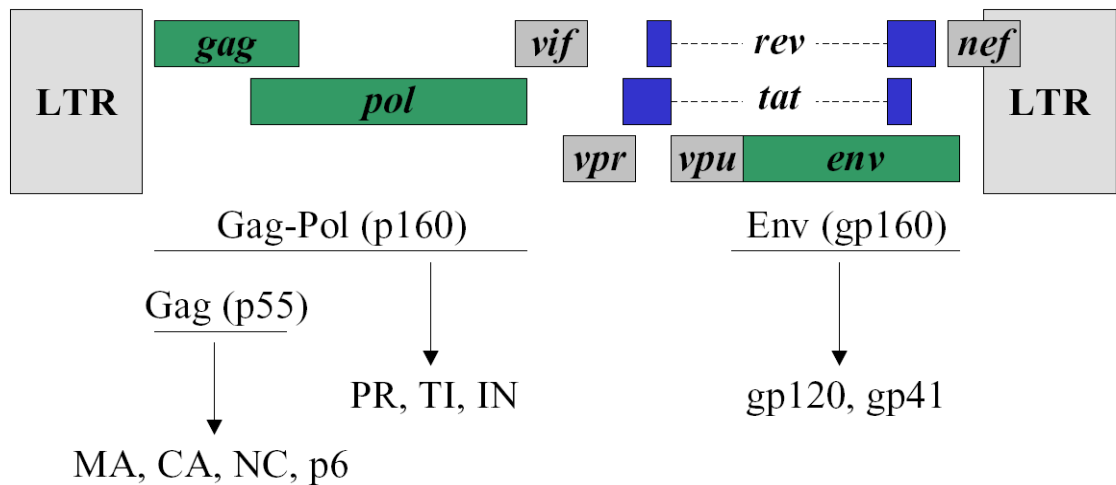 gag vif rev nef
LTR pol tat LTR
vpr vpu env
Gag-Pol (p160) Env (gp160)
Gag (p55)
PR, TI, IN gp120, gp41
MA, CA, NC, p6